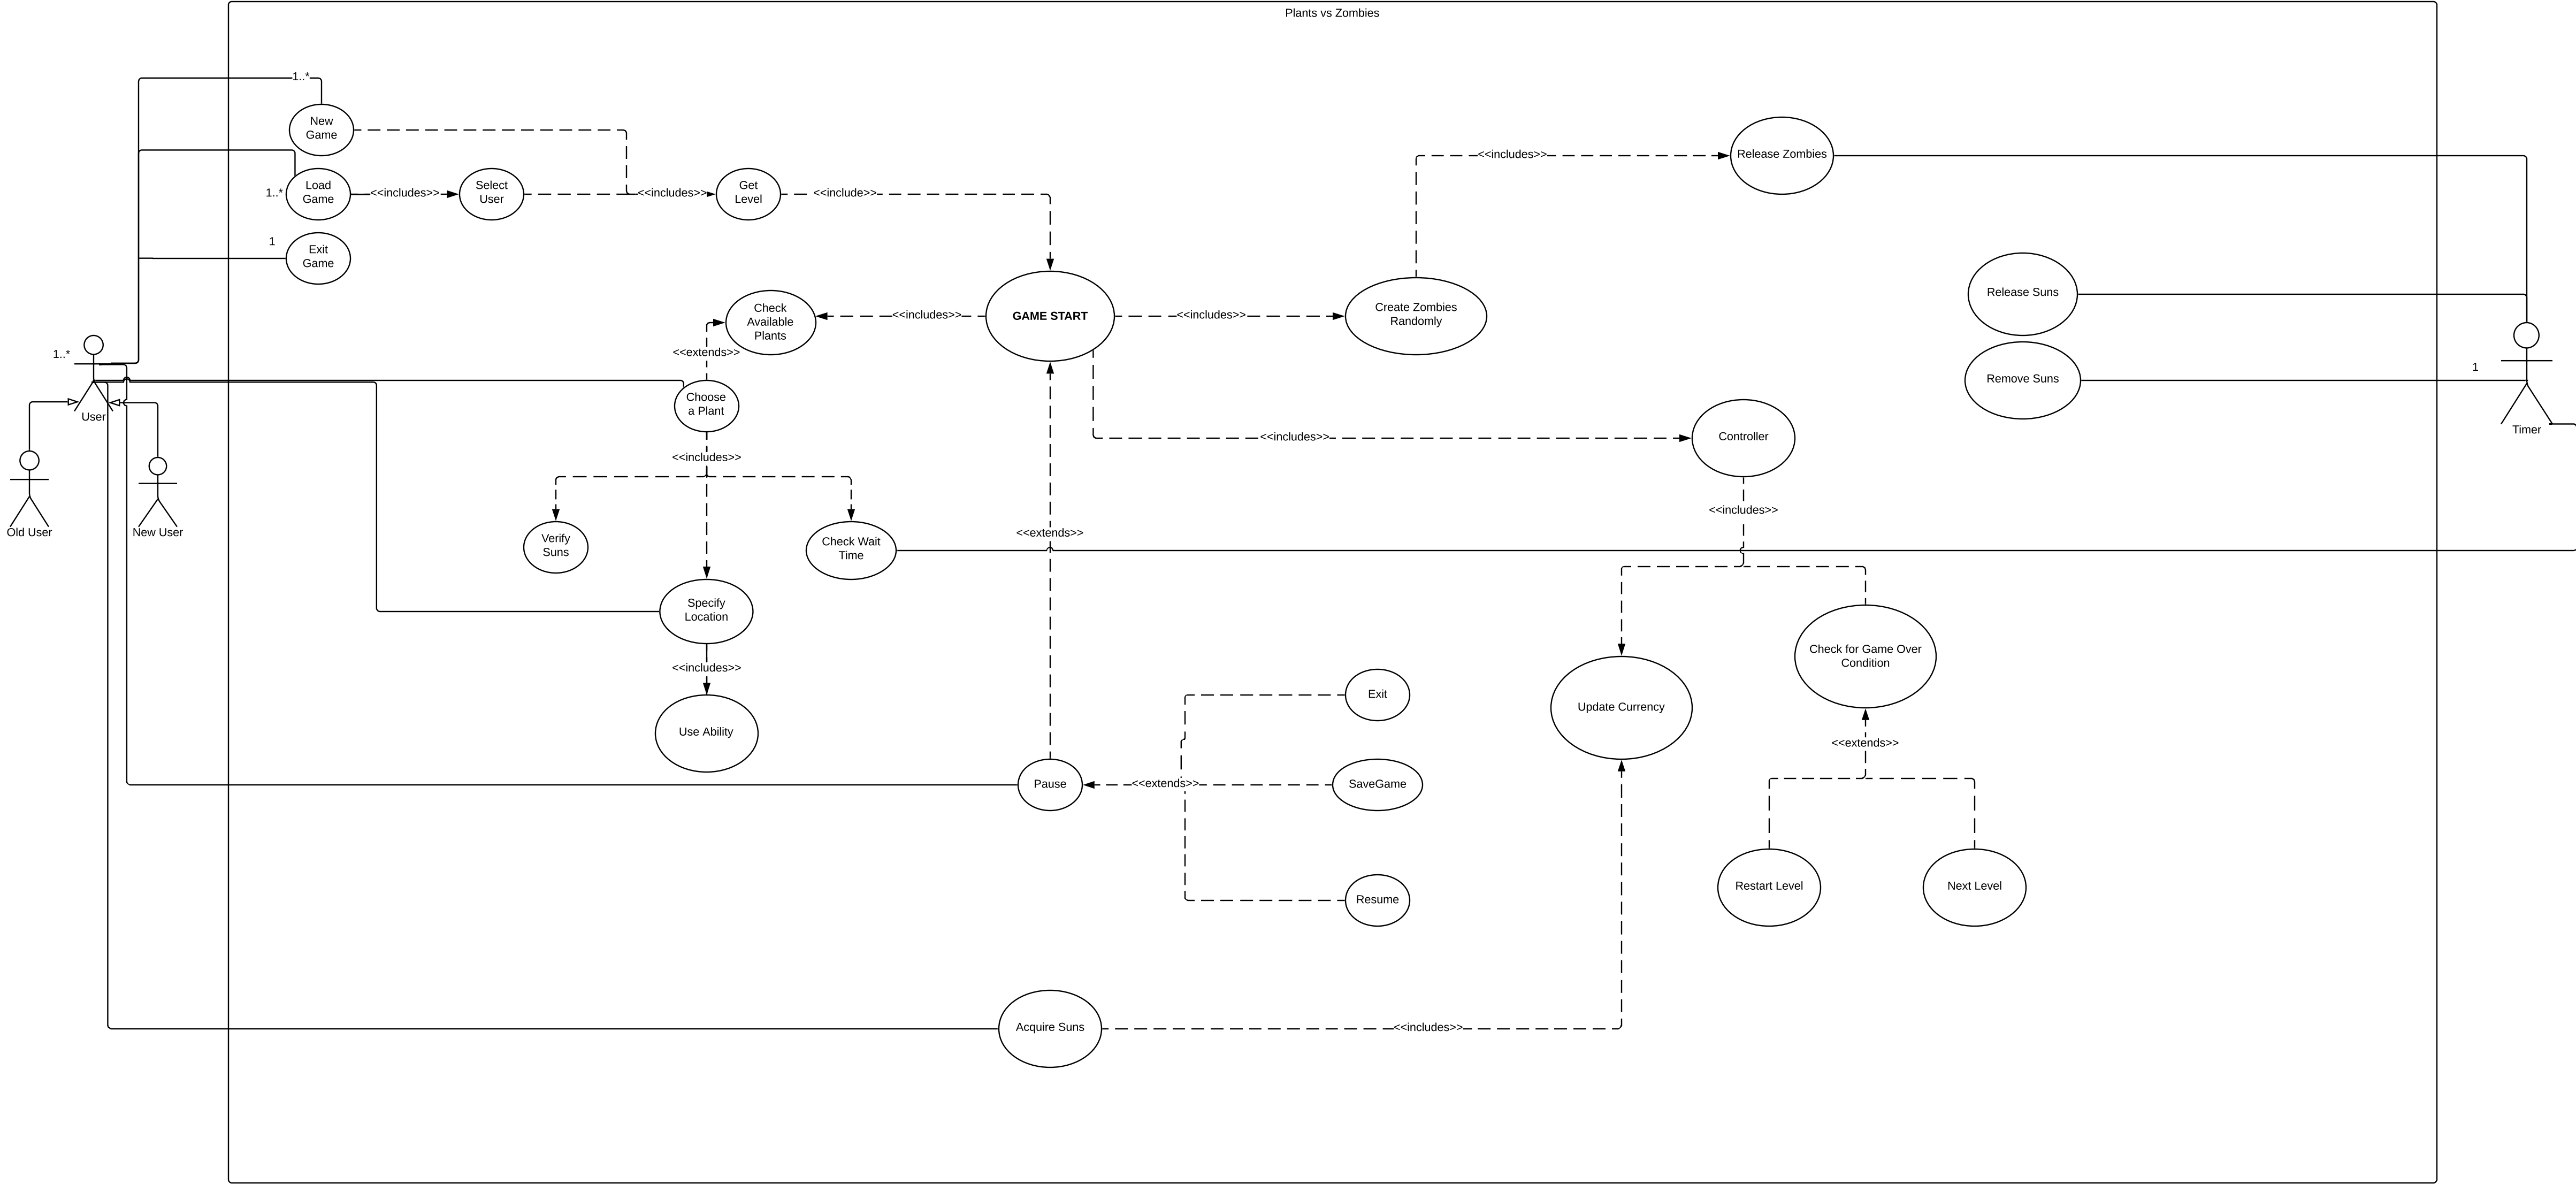 Plants vs Zombies
1..*
New
Game
1..*
Load
Game
<<includes>>
Select
User
<<includes>>
Get
Level
<<include>>
<<includes>>
Release Zombies
1
Exit
Game
Check
Available
Plants
<<includes>>
GAME START
<<includes>>
Create Zombies
Randomly
Release Suns
Remove Suns
1
Timer
1..*
User
Old User
New User
<<extends>>
Choose
a Plant
<<includes>>
<<includes>>
Controller
<<includes>>
Verify
Suns
Check Wait
Time
<<extends>>
Specify
Location
<<includes>>
Use Ability
Check for Game Over
Condition
Update Currency
<<extends>>
Exit
Pause
<<extends>>
SaveGame
Resume
Restart Level
Next Level
Acquire Suns
<<includes>>